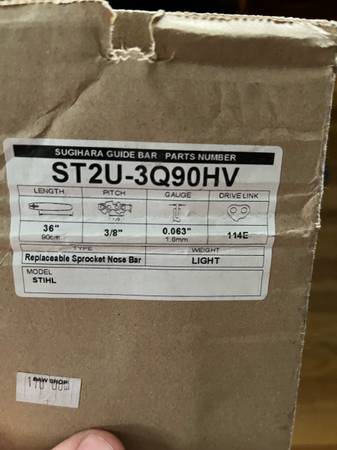 SUGIHARA GUIDE BAR PARTS NUMBER
ST2U-3Q90HV
LENGTH PITCH GAUGE DRIVE LINK
36" 3/8" 0.063" 114E
90cm 1.6mm
TYPE WEIGHT
Replaceable Sprocket Nose Bar LIGHT
MODEL
STIHL
SAW SHOP